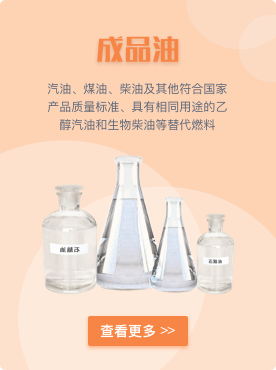 成品油
汽油、煤油、柴油及其他符合国家
产品质量标准、具有相同用途的乙
醇汽油和生物柴油等替代燃料
查看更多 >>